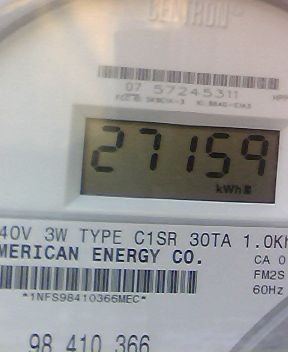 CENTRON
07 57245311
27159
kWh
40V 3W TYPE C1SR 30TA 1.0Kh
MERICAN ENERGY CO.
CA 0
FM2S
60Hz
*1NFS98410366MEC*
98 410 366